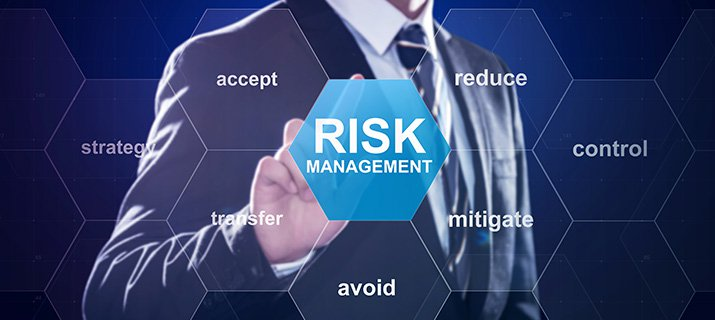 accept
reduce
strategy
RISK
MANAGEMENT
control
transfer
mitigate
avoid